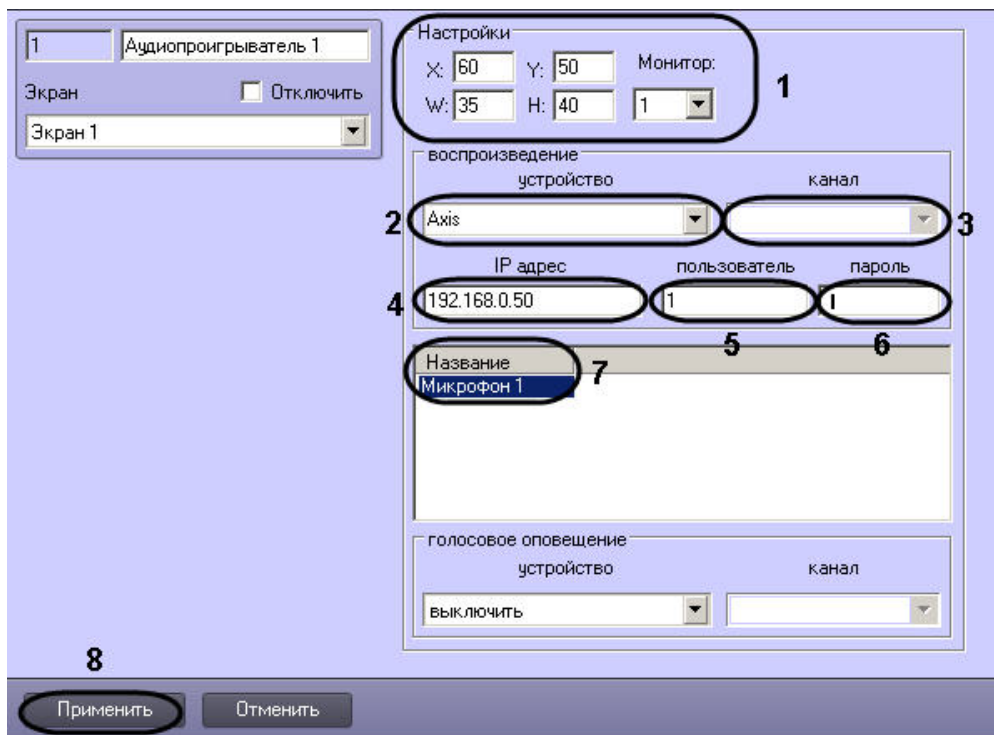 1 Аудиопроигрыватель 1
Экран Отключить
Экран 1
Настройки
X: 60 Y: 50 Монитор:
W: 35 H: 40 1
1
воспроизведение
устройство канал
2 Axis 3
IP адрес пользователь пароль
4 192.168.0.50 1
5 6
Название
Микрофон 1
7
голосовое оповещение
устройство канал
выключить
8
Применить Отменить